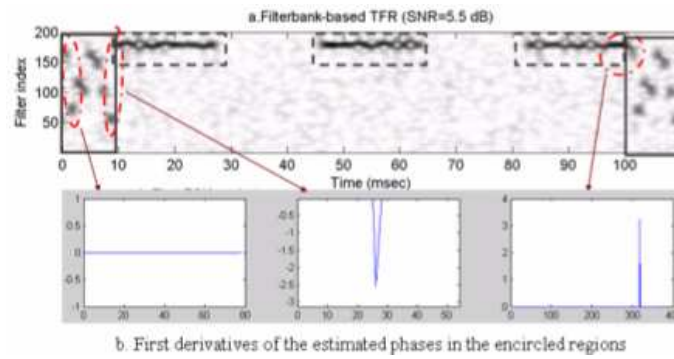 a.Filterbank-based TFR (SNR=5.5 dB)
Filter index
200
150
100
50
0 10 20 30 40 50 60 70 80 90 100
Time (msec)
1
0.5
0
-0.5
-1
0 20 40 60 80
-0.5
-1
-1.5
-2
-2.5
-3
0 20 40
4
3
2
1
0
0 100 200 300 400
b. First derivatives of the estimated phases in the encircled regions